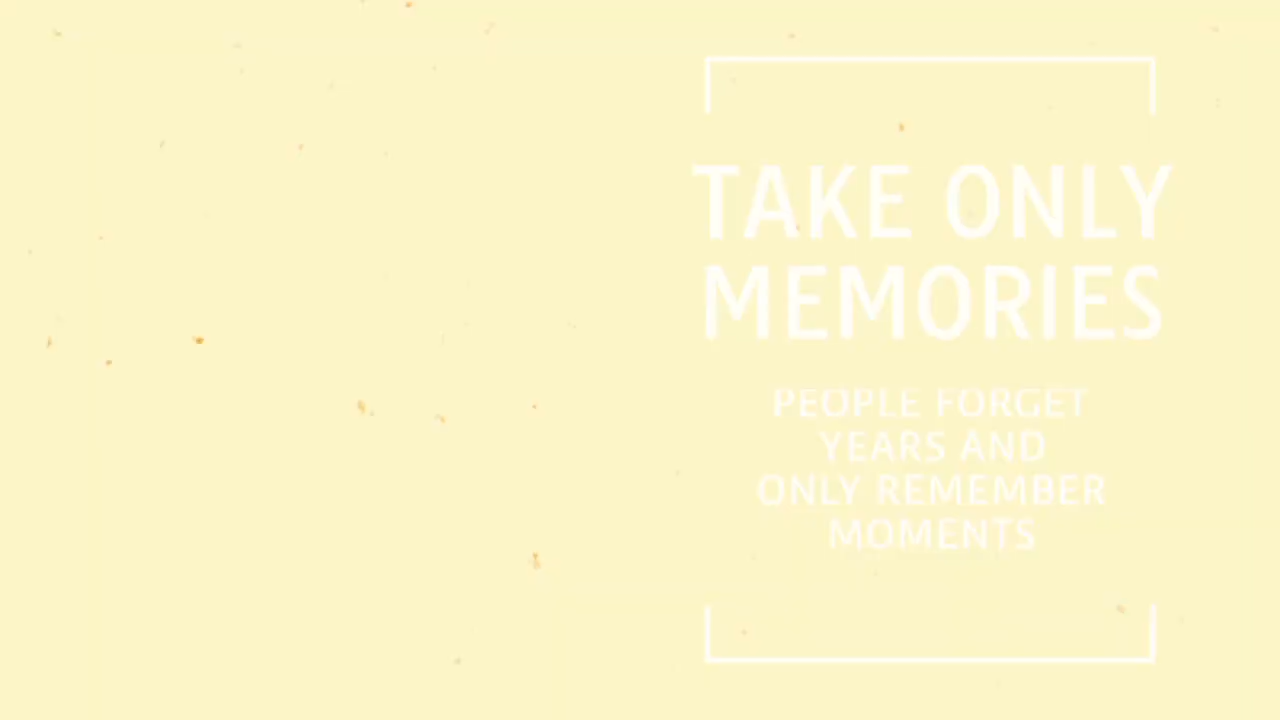 TAKE ONLY
MEMORIES
PEOPLE FORGET
YEARS AND
ONLY REMEMBER
MOMENTS